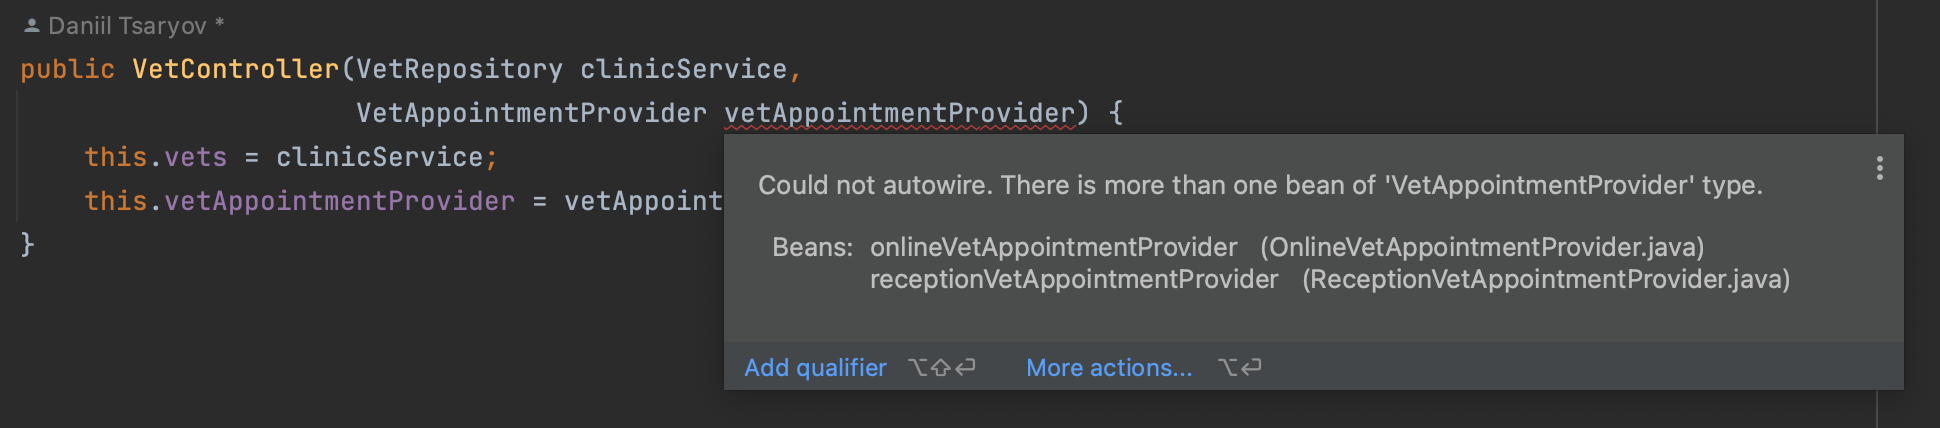 Daniil Tsaryov *
public VetController(VetRepository clinicService,
VetAppointmentProvider vetAppointmentProvider) {
this.vets = clinicService;
this.vetAppointmentProvider = vetAppoint
}
Could not autowire. There is more than one bean of 'VetAppointmentProvider' type.
Beans: onlineVetAppointmentProvider (OnlineVetAppointmentProvider.java)
receptionVetAppointmentProvider (ReceptionVetAppointmentProvider.java)
Add qualifier ⌥⇧⏎ More actions... ⌥⏎